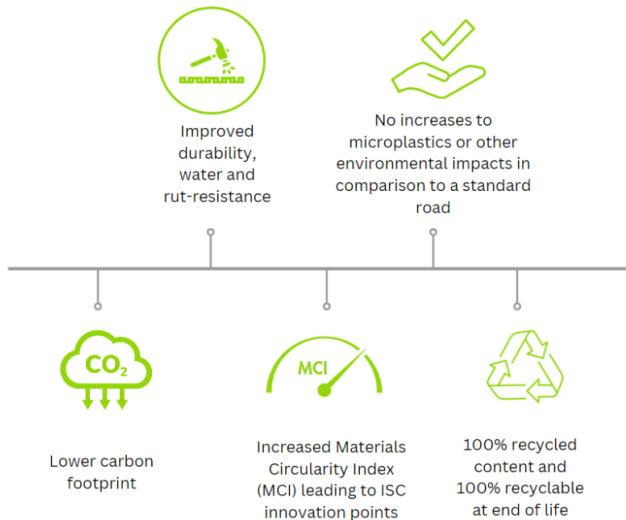 Improved
durability,
water and
rut-resistance
No increases to
microplastics or other
environmental impacts in
comparison to a standard
road
CO₂
Lower carbon
footprint
MCI
Increased Materials
Circularity Index
(MCI) leading to ISC
innovation points
100% recycled
content and
100% recyclable
at end of life